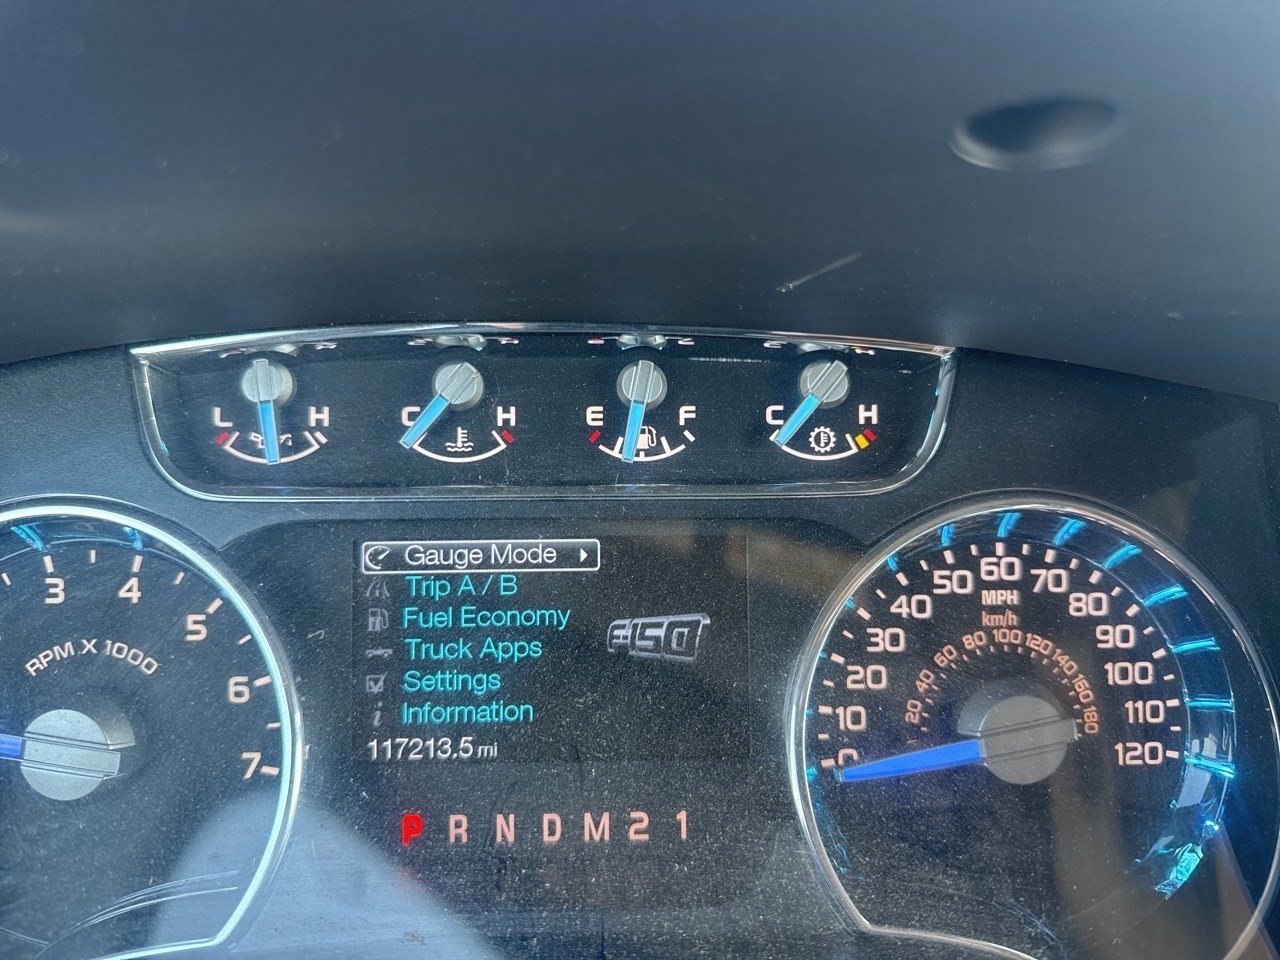 L H
C H
E F
C H
3 4 5 6 7
RPM X 1000
Gauge Mode
Trip A / B
Fuel Economy
Truck Apps
Settings
Information
117213.5 mi
F-150
P R N D M 2 1
0 10 20 30 40 50 60 70 80 90 100 110 120
MPH
km/h
20 40 60 80 100 120 140 160 180